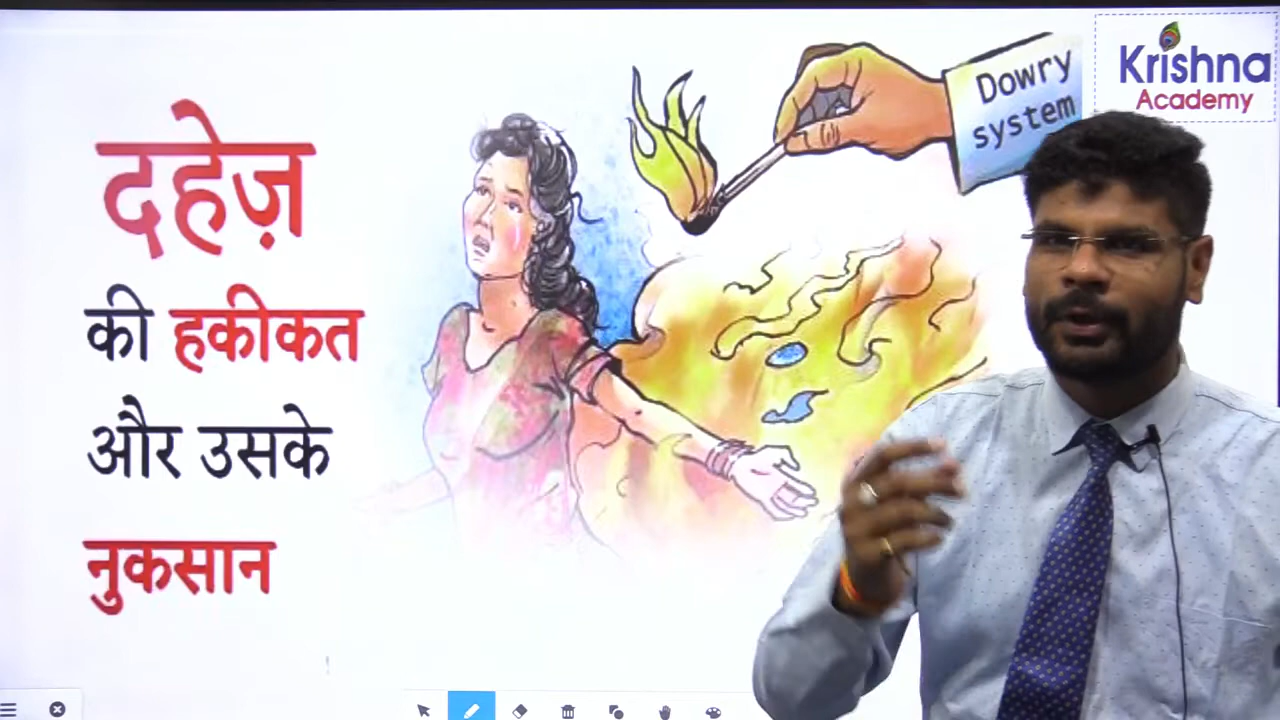 दहेज़
की हकीकत
और उसके
नुकसान
Dowry
system
Krishna
Academy